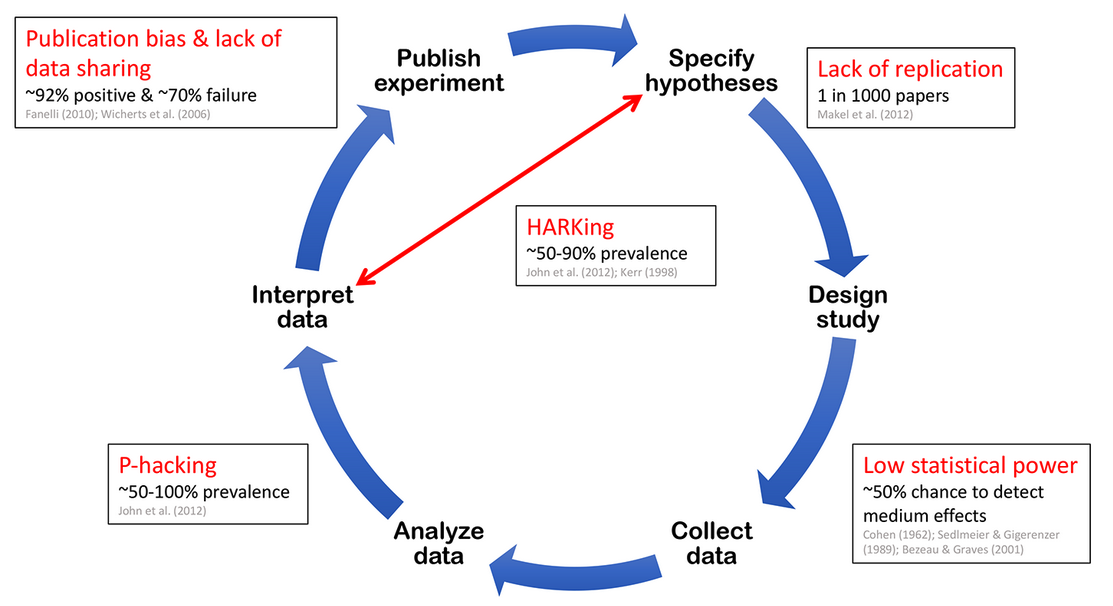 Publication bias & lack of
data sharing
~92% positive & ~70% failure
Fanelli (2010); Wicherts et al. (2006)
Publish
experiment
Specify
hypotheses
Lack of replication
1 in 1000 papers
Makel et al. (2012)
HARKing
~50-90% prevalence
John et al. (2012); Kerr (1998)
Interpret
data
Design
study
P-hacking
~50-100% prevalence
John et al. (2012)
Low statistical power
~50% chance to detect
medium effects
Cohen (1962); Sedlmeier & Gigerenzer
(1989); Bezeau & Graves (2001)
Analyze
data
Collect
data